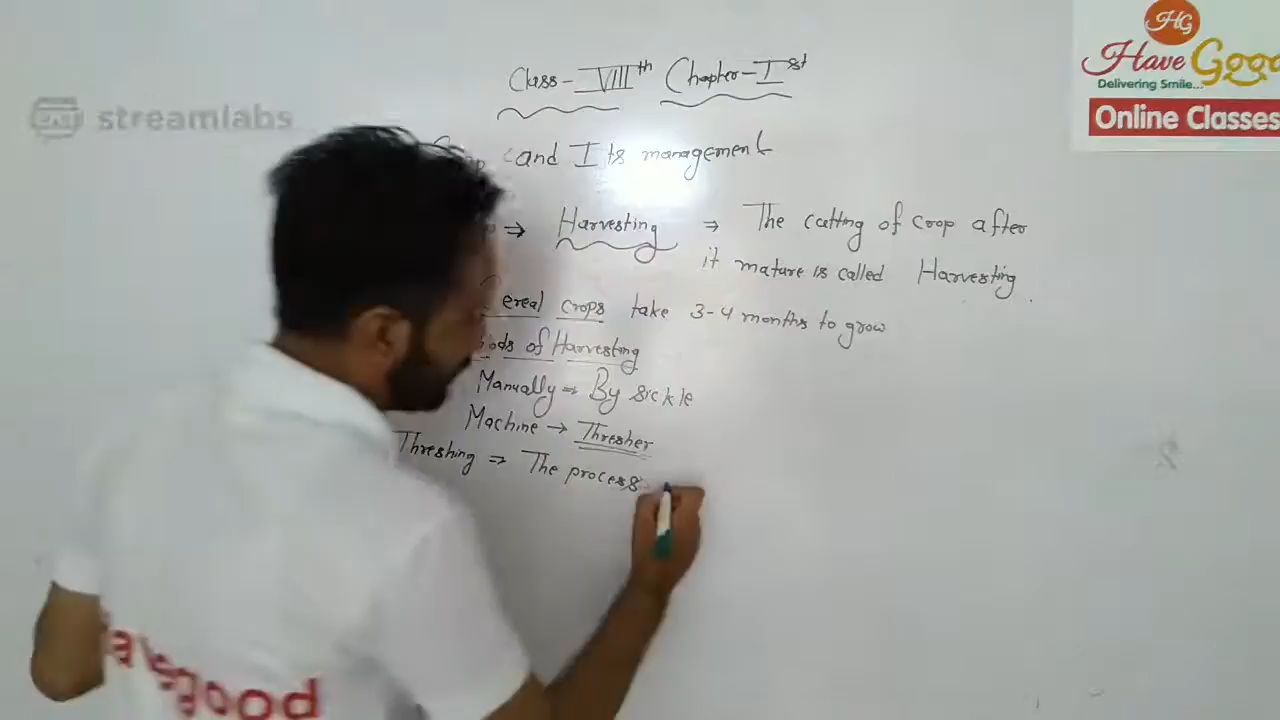 streamlabs
HG
Have Good
Delivering Smile...
Online Classes
Class - VIIIth Chapter - Ist
and Its management
⇒ Harvesting ⇒ The cutting of crop after
it mature is called Harvesting.
ereal crops take 3-4 months to grow
ods of Harvesting
Manually ⇒ By sickle
Machine → Thresher
Threshing ⇒ The process
avegood